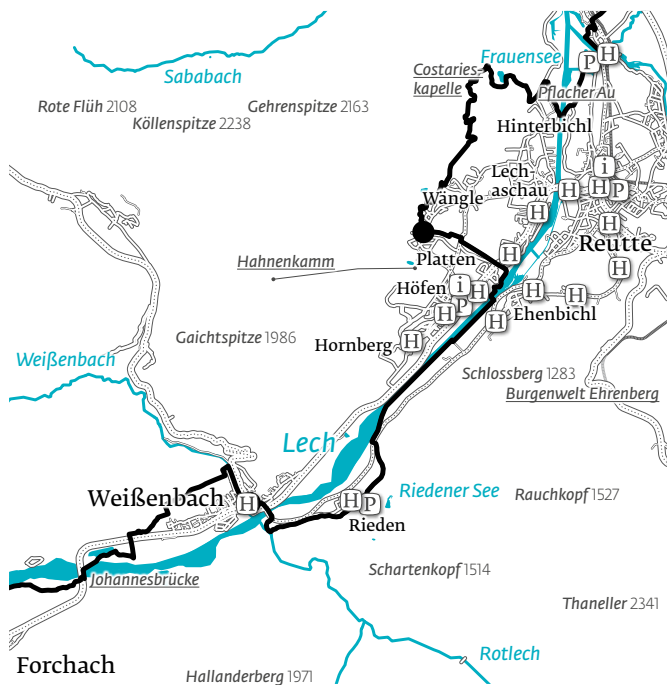 Frauensee
P
H
Costaries-
kapelle
Sababach
Pflacher Au
Rote Flüh 2108
Gehrenspitze 2163
Köllenspitze 2238
Hinterbichl
Lech-
aschau
i
H
H
P
Wängle
H
H
Reutte
Platten
H
Hahnenkamm
H
Höfen
i
H
H
H
P
Ehenbichl
H
H
Gaichtspitze 1986
Hornberg
H
Weißenbach
Schlossberg 1283
Burgenwelt Ehrenberg
Lech
Weißenbach
H
H
P
Riedener See
Rauchkopf 1527
Rieden
Schartenkopf 1514
Johannesbrücke
Thaneller 2341
Forchach
Rotlech
Hallanderberg 1971